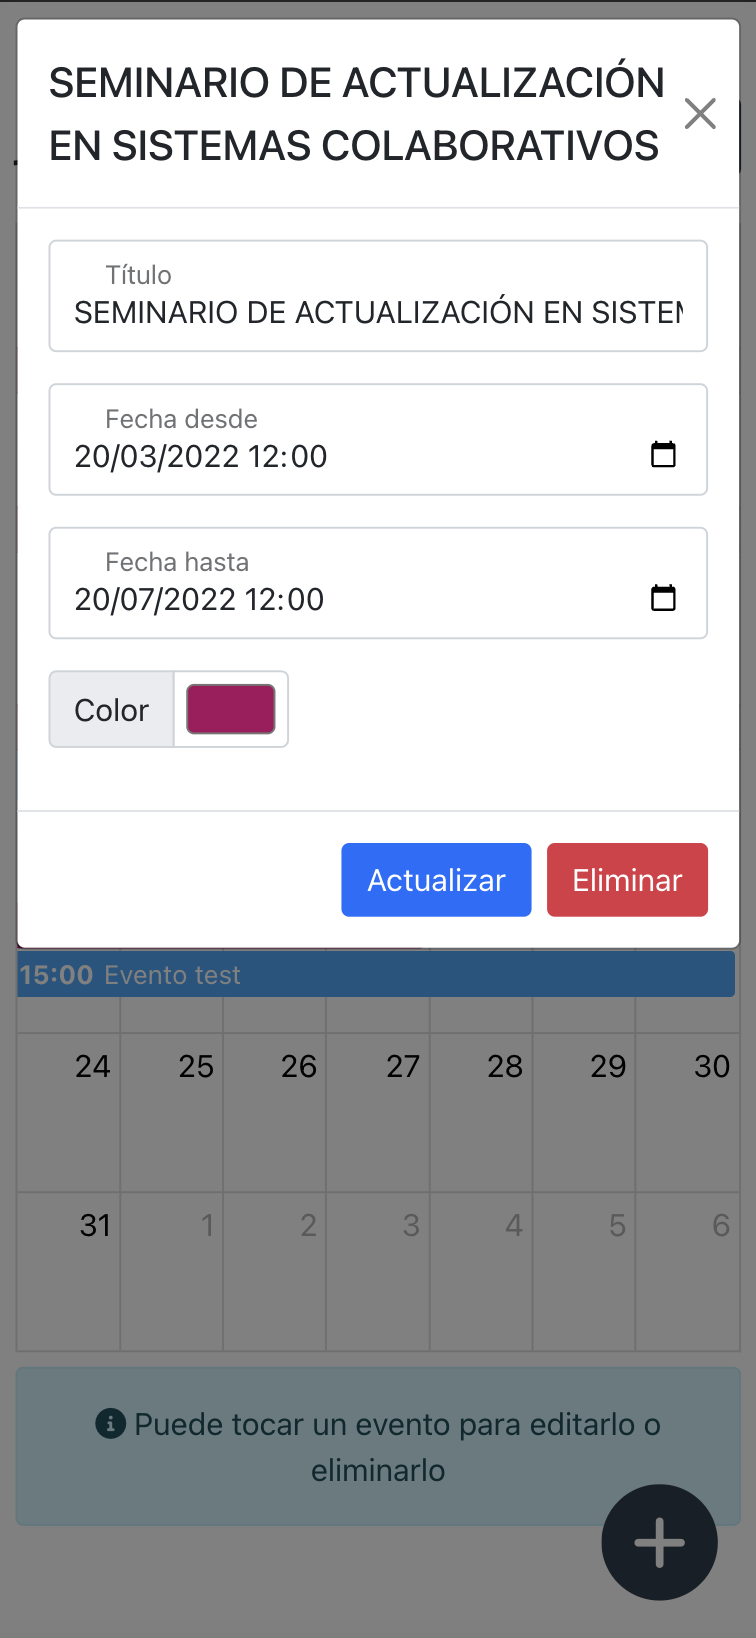 SEMINARIO DE ACTUALIZACIÓN
EN SISTEMAS COLABORATIVOS
Título
SEMINARIO DE ACTUALIZACIÓN EN
Fecha desde
20/03/2022 12:00
Fecha hasta
20/07/2022 12:00
Color
Actualizar Eliminar
15:00 Evento test
24 25 26 27 28 29 30
31 1 2 3 4 5 6
Puede tocar un evento para editarlo o
eliminarlo